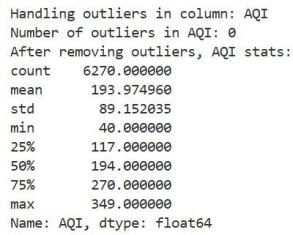 Handling outliers in column: AQI
Number of outliers in AQI: 0
After removing outliers, AQI stats:
count    6270.000000
mean      193.974960
std        89.152035
min        40.000000
25%       117.000000
50%       194.000000
75%       270.000000
max       349.000000
Name: AQI, dtype: float64